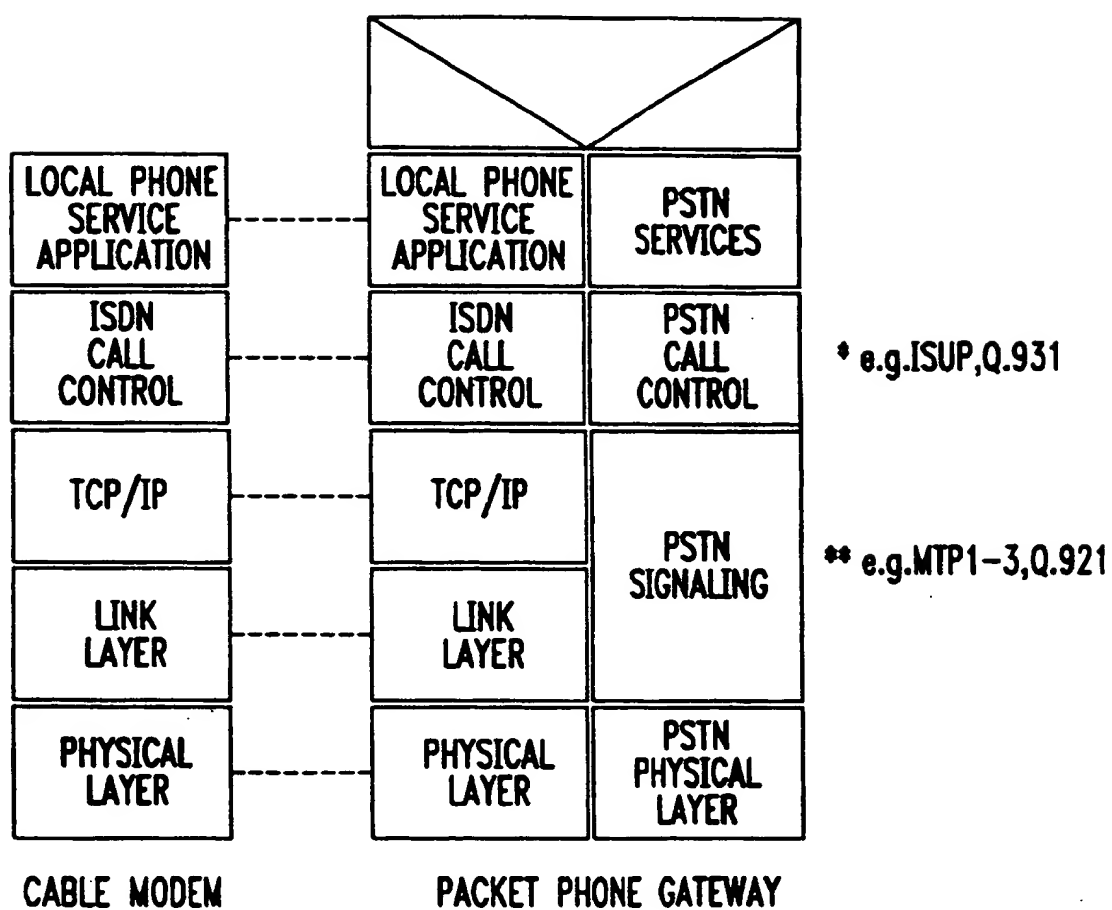 LOCAL PHONE
SERVICE
APPLICATION
LOCAL PHONE
SERVICE
APPLICATION
PSTN
SERVICES
ISDN
CALL
CONTROL
ISDN
CALL
CONTROL
PSTN
CALL
CONTROL
* e.g.ISUP,Q.931
TCP/IP
TCP/IP
PSTN
SIGNALING
** e.g.MTP1-3,Q.921
LINK
LAYER
LINK
LAYER
PHYSICAL
LAYER
PHYSICAL
LAYER
PSTN
PHYSICAL
LAYER
CABLE MODEM
PACKET PHONE GATEWAY